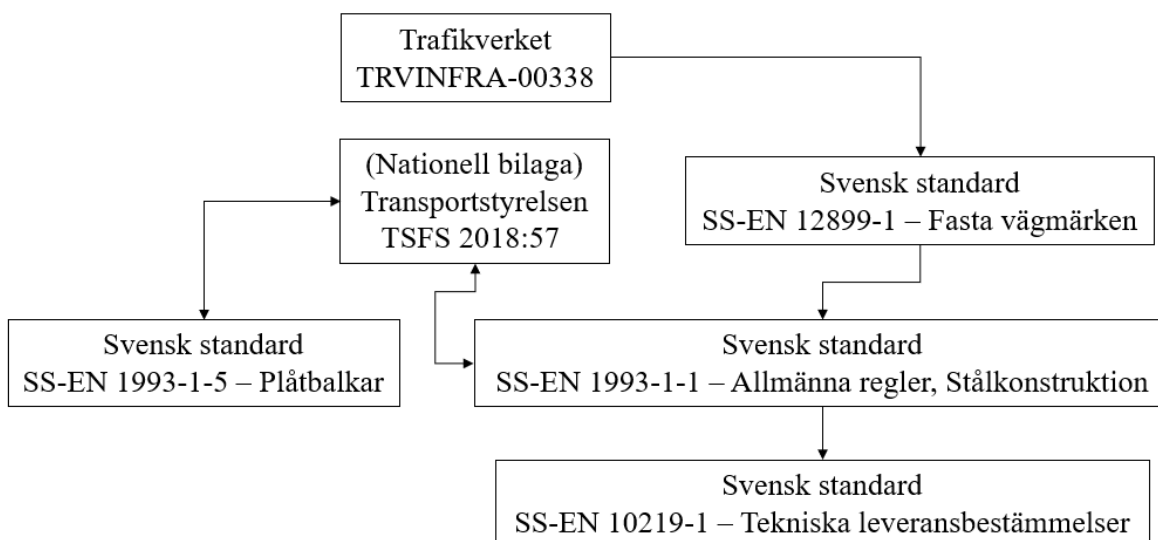 Trafikverket
TRVINFRA-00338
(Nationell bilaga)
Transportstyrelsen
TSFS 2018:57
Svensk standard
SS-EN 12899-1 – Fasta vägmärken
Svensk standard
SS-EN 1993-1-5 – Plåtbalkar
Svensk standard
SS-EN 1993-1-1 – Allmänna regler, Stålkonstruktion
Svensk standard
SS-EN 10219-1 – Tekniska leveransbestämmelser